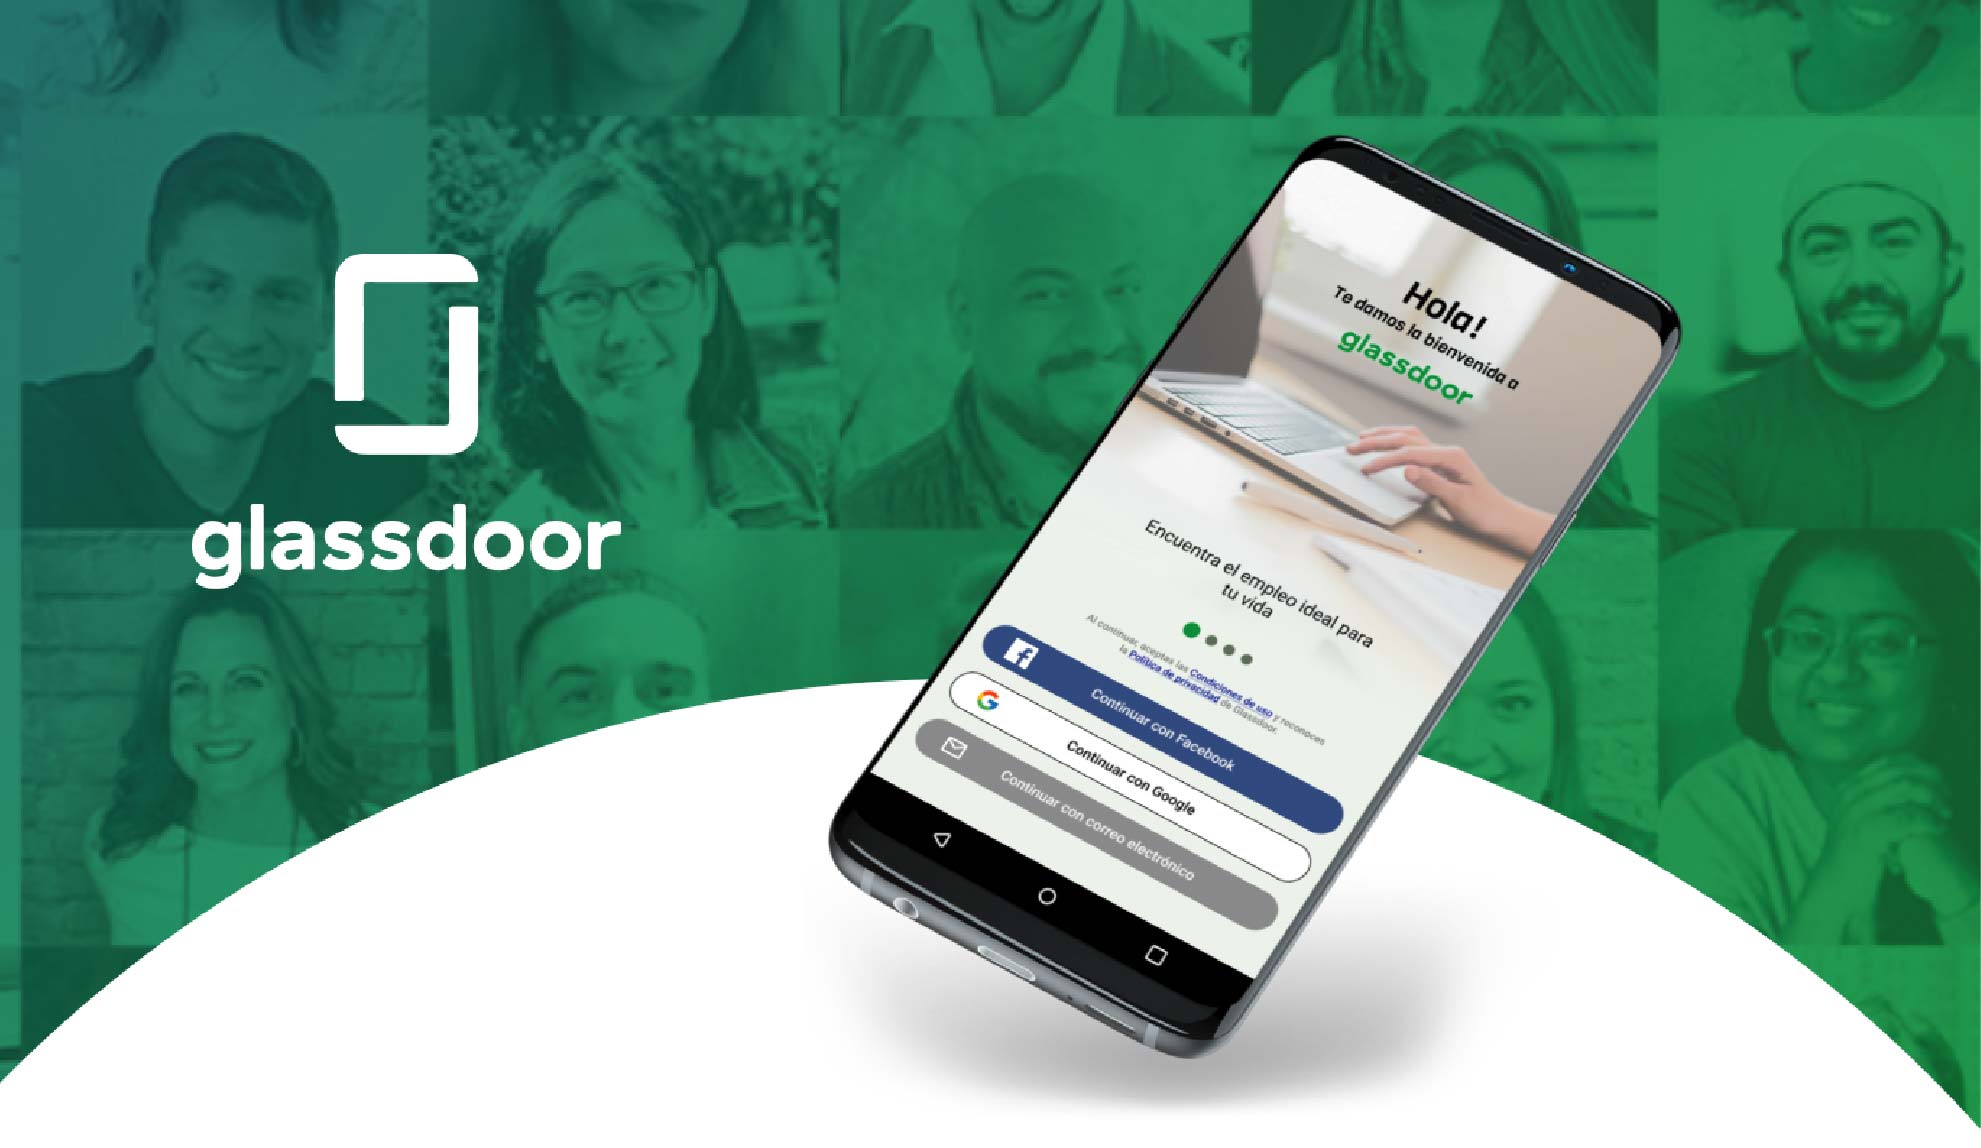 glassdoor
Hola!
Te damos la bienvenida a
glassdoor
Encuentra el empleo ideal para
tu vida
Al continuar, aceptas las Condiciones de uso y reconoces
la Política de privacidad de Glassdoor.
Continuar con Facebook
Continuar con Google
Continuar con correo electrónico